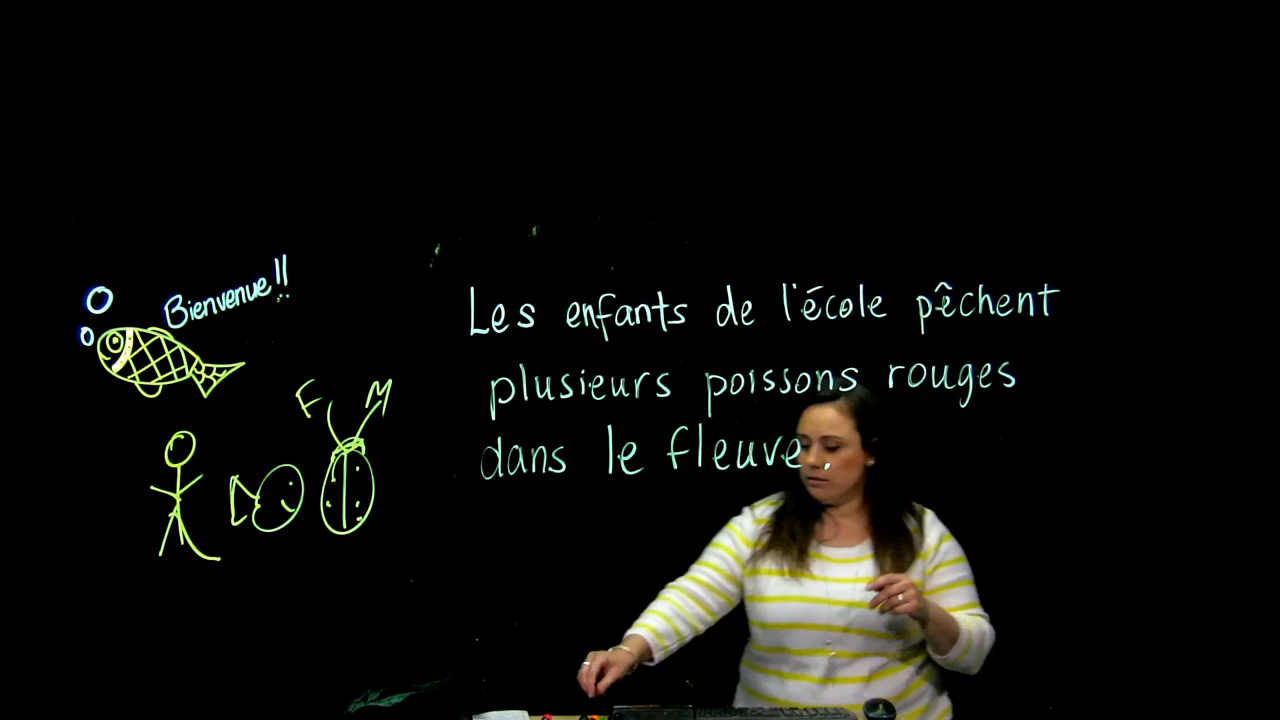 Bienvenue!!
F M
Les enfants de l'école pêchent
plusieurs poissons rouges
dans le fleuve.